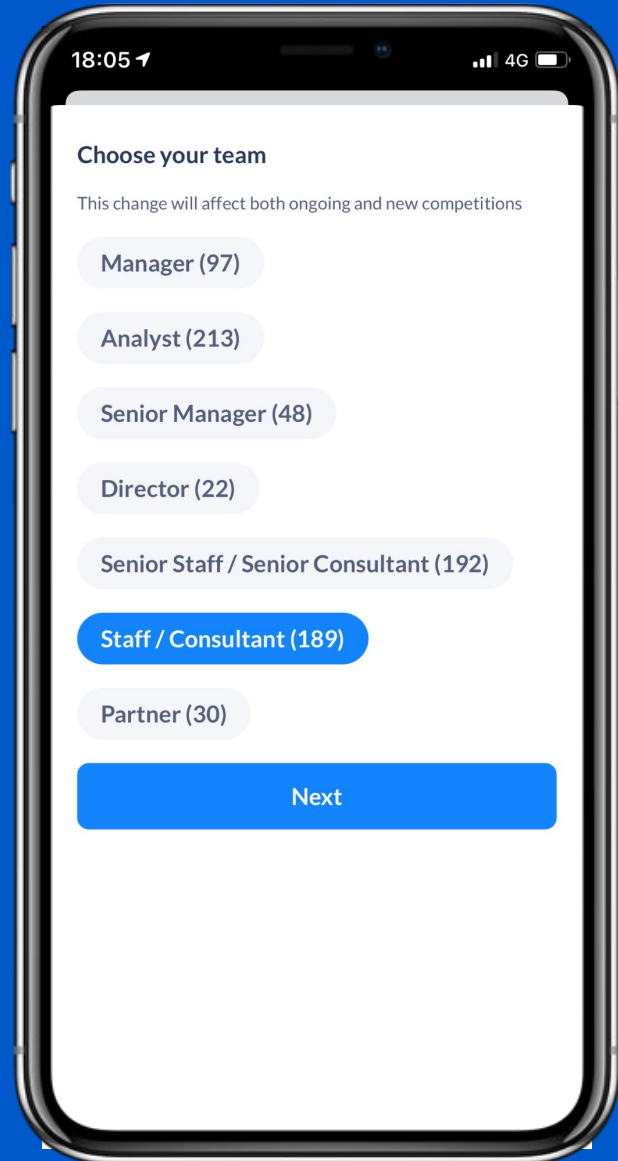 18:05
4G
Choose your team
This change will affect both ongoing and new competitions
Manager (97)
Analyst (213)
Senior Manager (48)
Director (22)
Senior Staff / Senior Consultant (192)
Staff / Consultant (189)
Partner (30)
Next